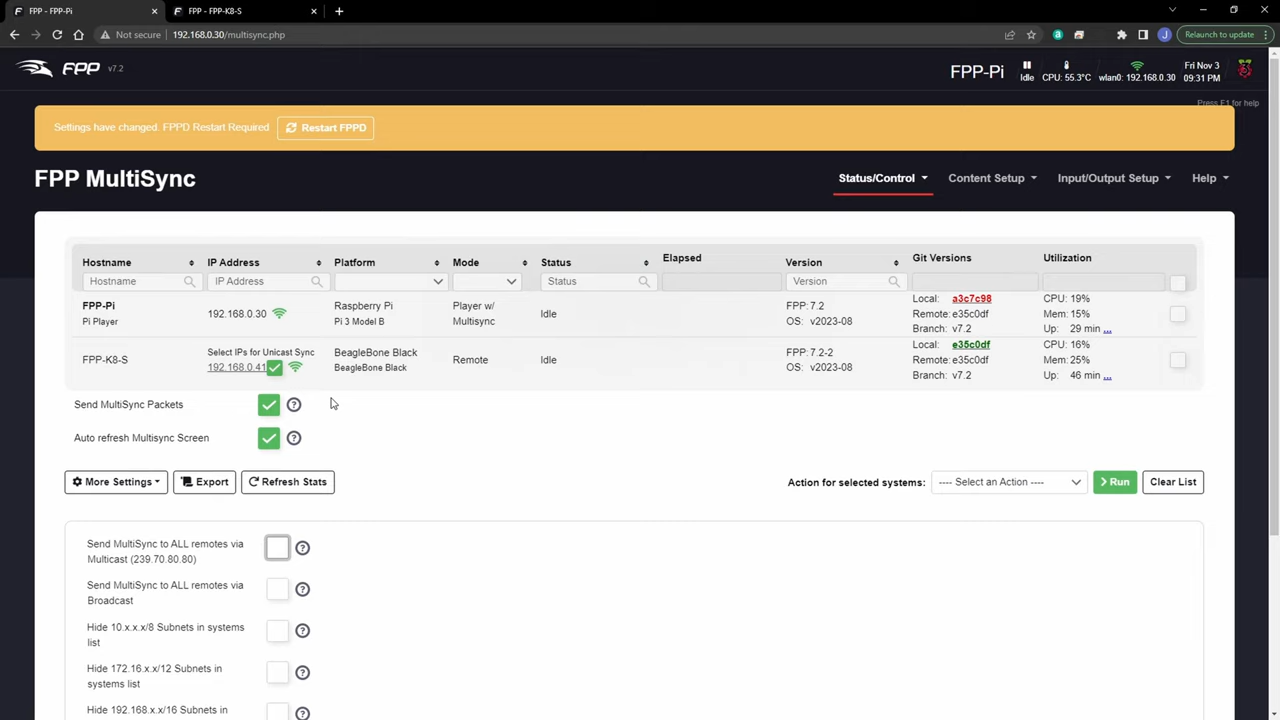 FPP - FPP-Pi
FPP - FPP-K8-S
Not secure 192.168.0.30/multisync.php
Relaunch to update
J
FPP v7.2
FPP-Pi
Idle
CPU: 55.3°C
wlan0: 192.168.0.30
Fri Nov 3
09:31 PM
Press F1 for help
Settings have changed. FPPD Restart Required Restart FPPD
FPP MultiSync
Status/Control Content Setup Input/Output Setup Help
Hostname IP Address Platform Mode Status Elapsed Version Git Versions Utilization
Hostname IP Address Status Version
FPP-Pi
Pi Player
192.168.0.30
Raspberry Pi
Pi 3 Model B
Player w/
Multisync
Idle
FPP: 7.2
OS: v2023-08
Local: a3c7c98
Remote: e35c0df
Branch: v7.2
CPU: 19%
Mem: 15%
Up: 29 min ...
FPP-K8-S
Select IPs for Unicast Sync
192.168.0.41
BeagleBone Black
BeagleBone Black
Remote
Idle
FPP: 7.2-2
OS: v2023-08
Local: e35c0df
Remote: e35c0df
Branch: v7.2
CPU: 16%
Mem: 25%
Up: 46 min ...
Send MultiSync Packets
Auto refresh Multisync Screen
More Settings Export Refresh Stats
Action for selected systems: ---- Select an Action ---- Run Clear List
Send MultiSync to ALL remotes via
Multicast (239.70.80.80)
Send MultiSync to ALL remotes via
Broadcast
Hide 10.x.x.x/8 Subnets in systems
list
Hide 172.16.x.x/12 Subnets in
systems list
Hide 192.168.x.x/16 Subnets in